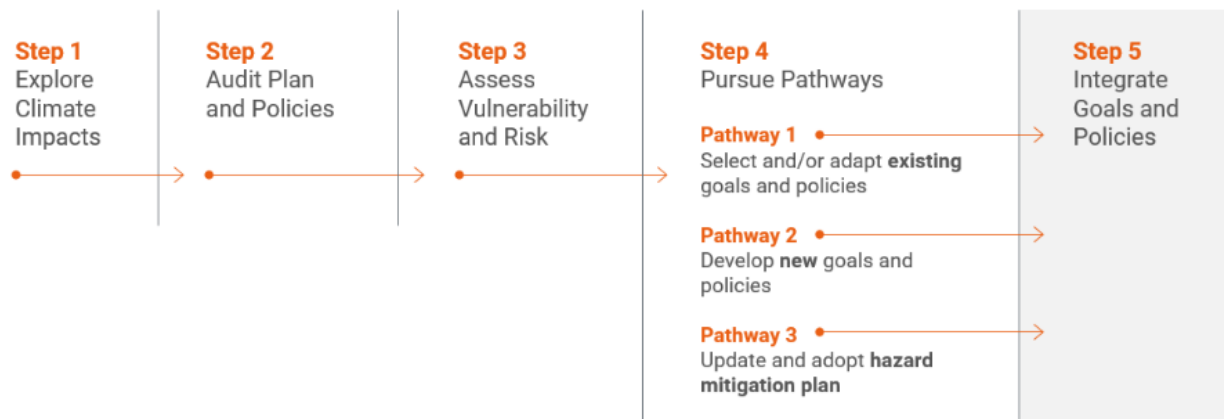 Step 1
Explore
Climate
Impacts
Step 2
Audit Plan
and Policies
Step 3
Assess
Vulnerability
and Risk
Step 4
Pursue Pathways
Pathway 1
Select and/or adapt existing
goals and policies
Pathway 2
Develop new goals and
policies
Pathway 3
Update and adopt hazard
mitigation plan
Step 5
Integrate
Goals and
Policies